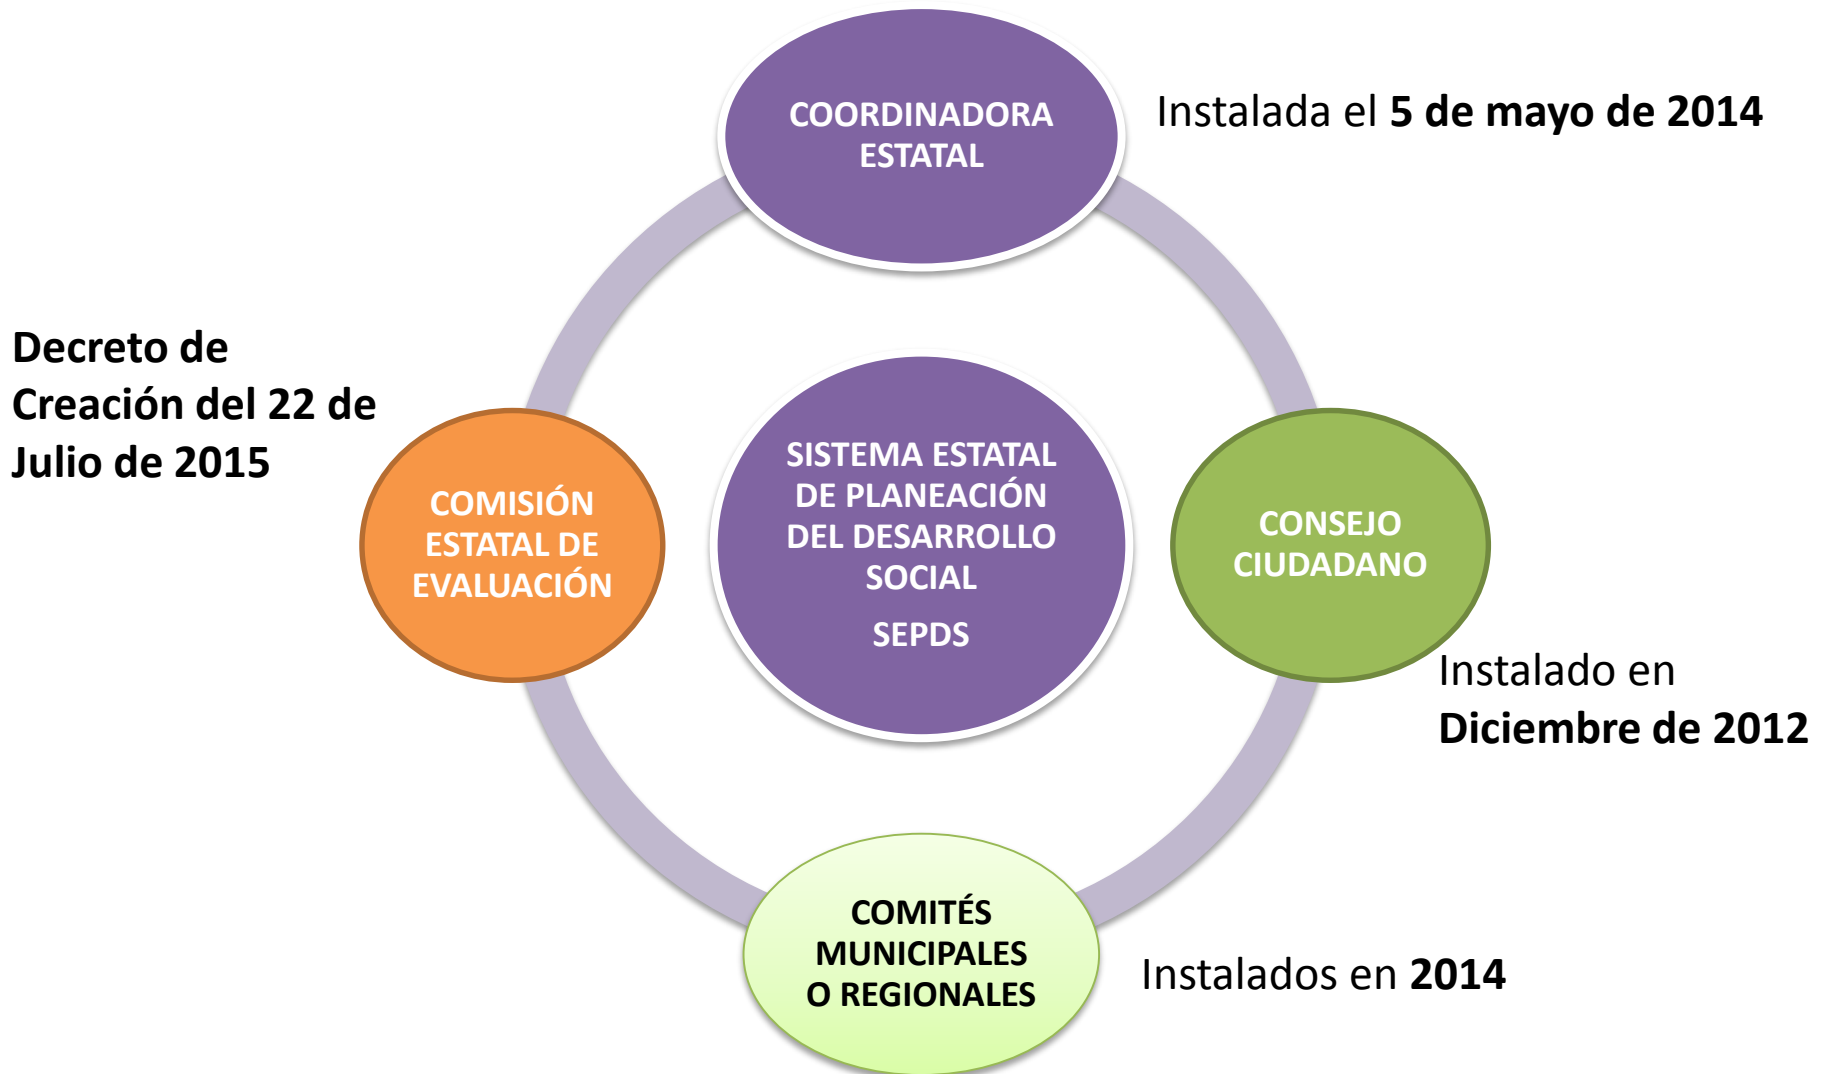 COORDINADORA
ESTATAL
Instalada el 5 de mayo de 2014
Decreto de
Creación del 22 de
Julio de 2015
COMISIÓN
ESTATAL DE
EVALUACIÓN
SISTEMA ESTATAL
DE PLANEACIÓN
DEL DESARROLLO
SOCIAL
SEPDS
CONSEJO
CIUDADANO
Instalado en
Diciembre de 2012
COMITÉS
MUNICIPALES
O REGIONALES
Instalados en 2014